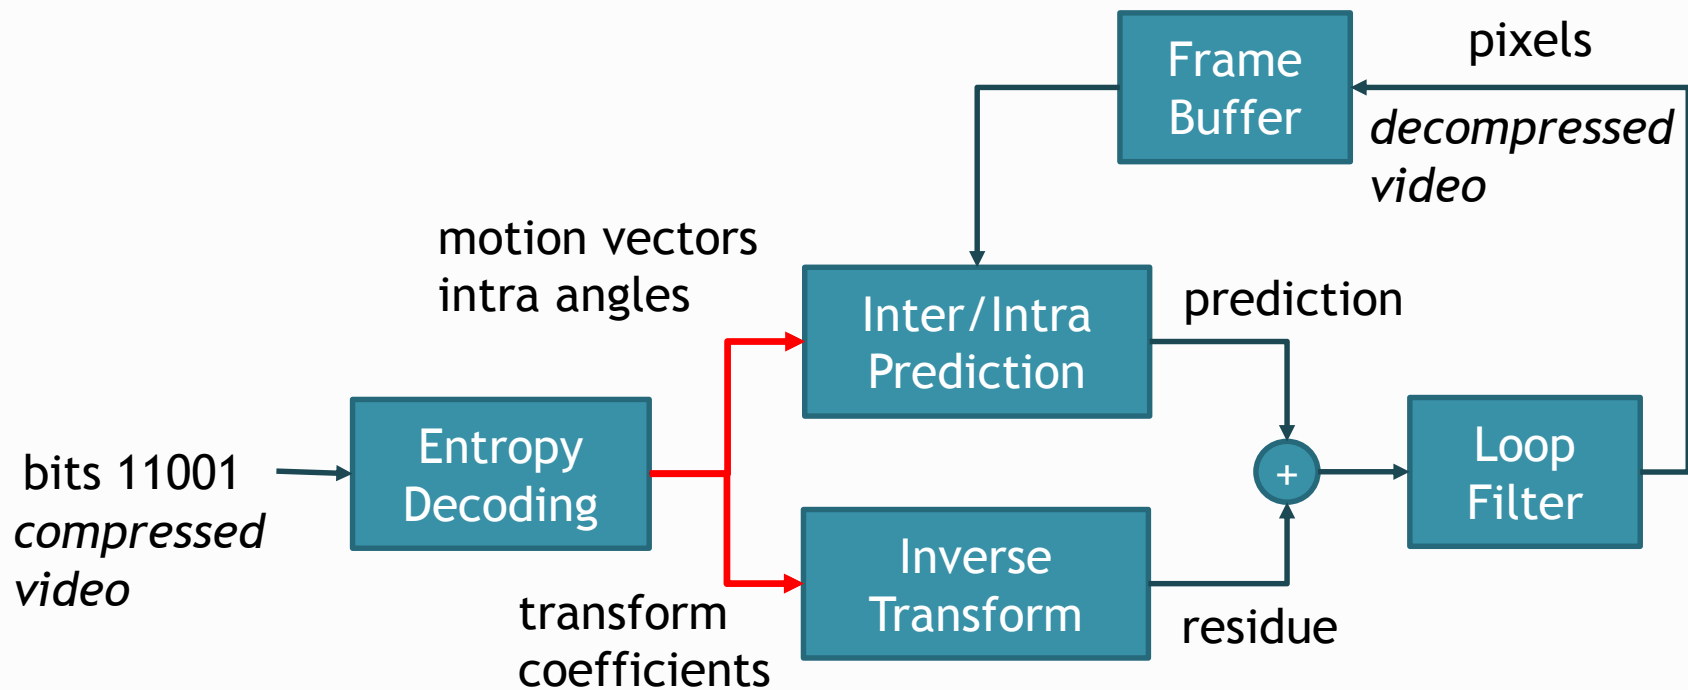 Frame
Buffer
pixels
decompressed
video
motion vectors
intra angles
Inter/Intra
Prediction
prediction
bits 11001
compressed
video
Entropy
Decoding
+
Loop
Filter
Inverse
Transform
transform
coefficients
residue